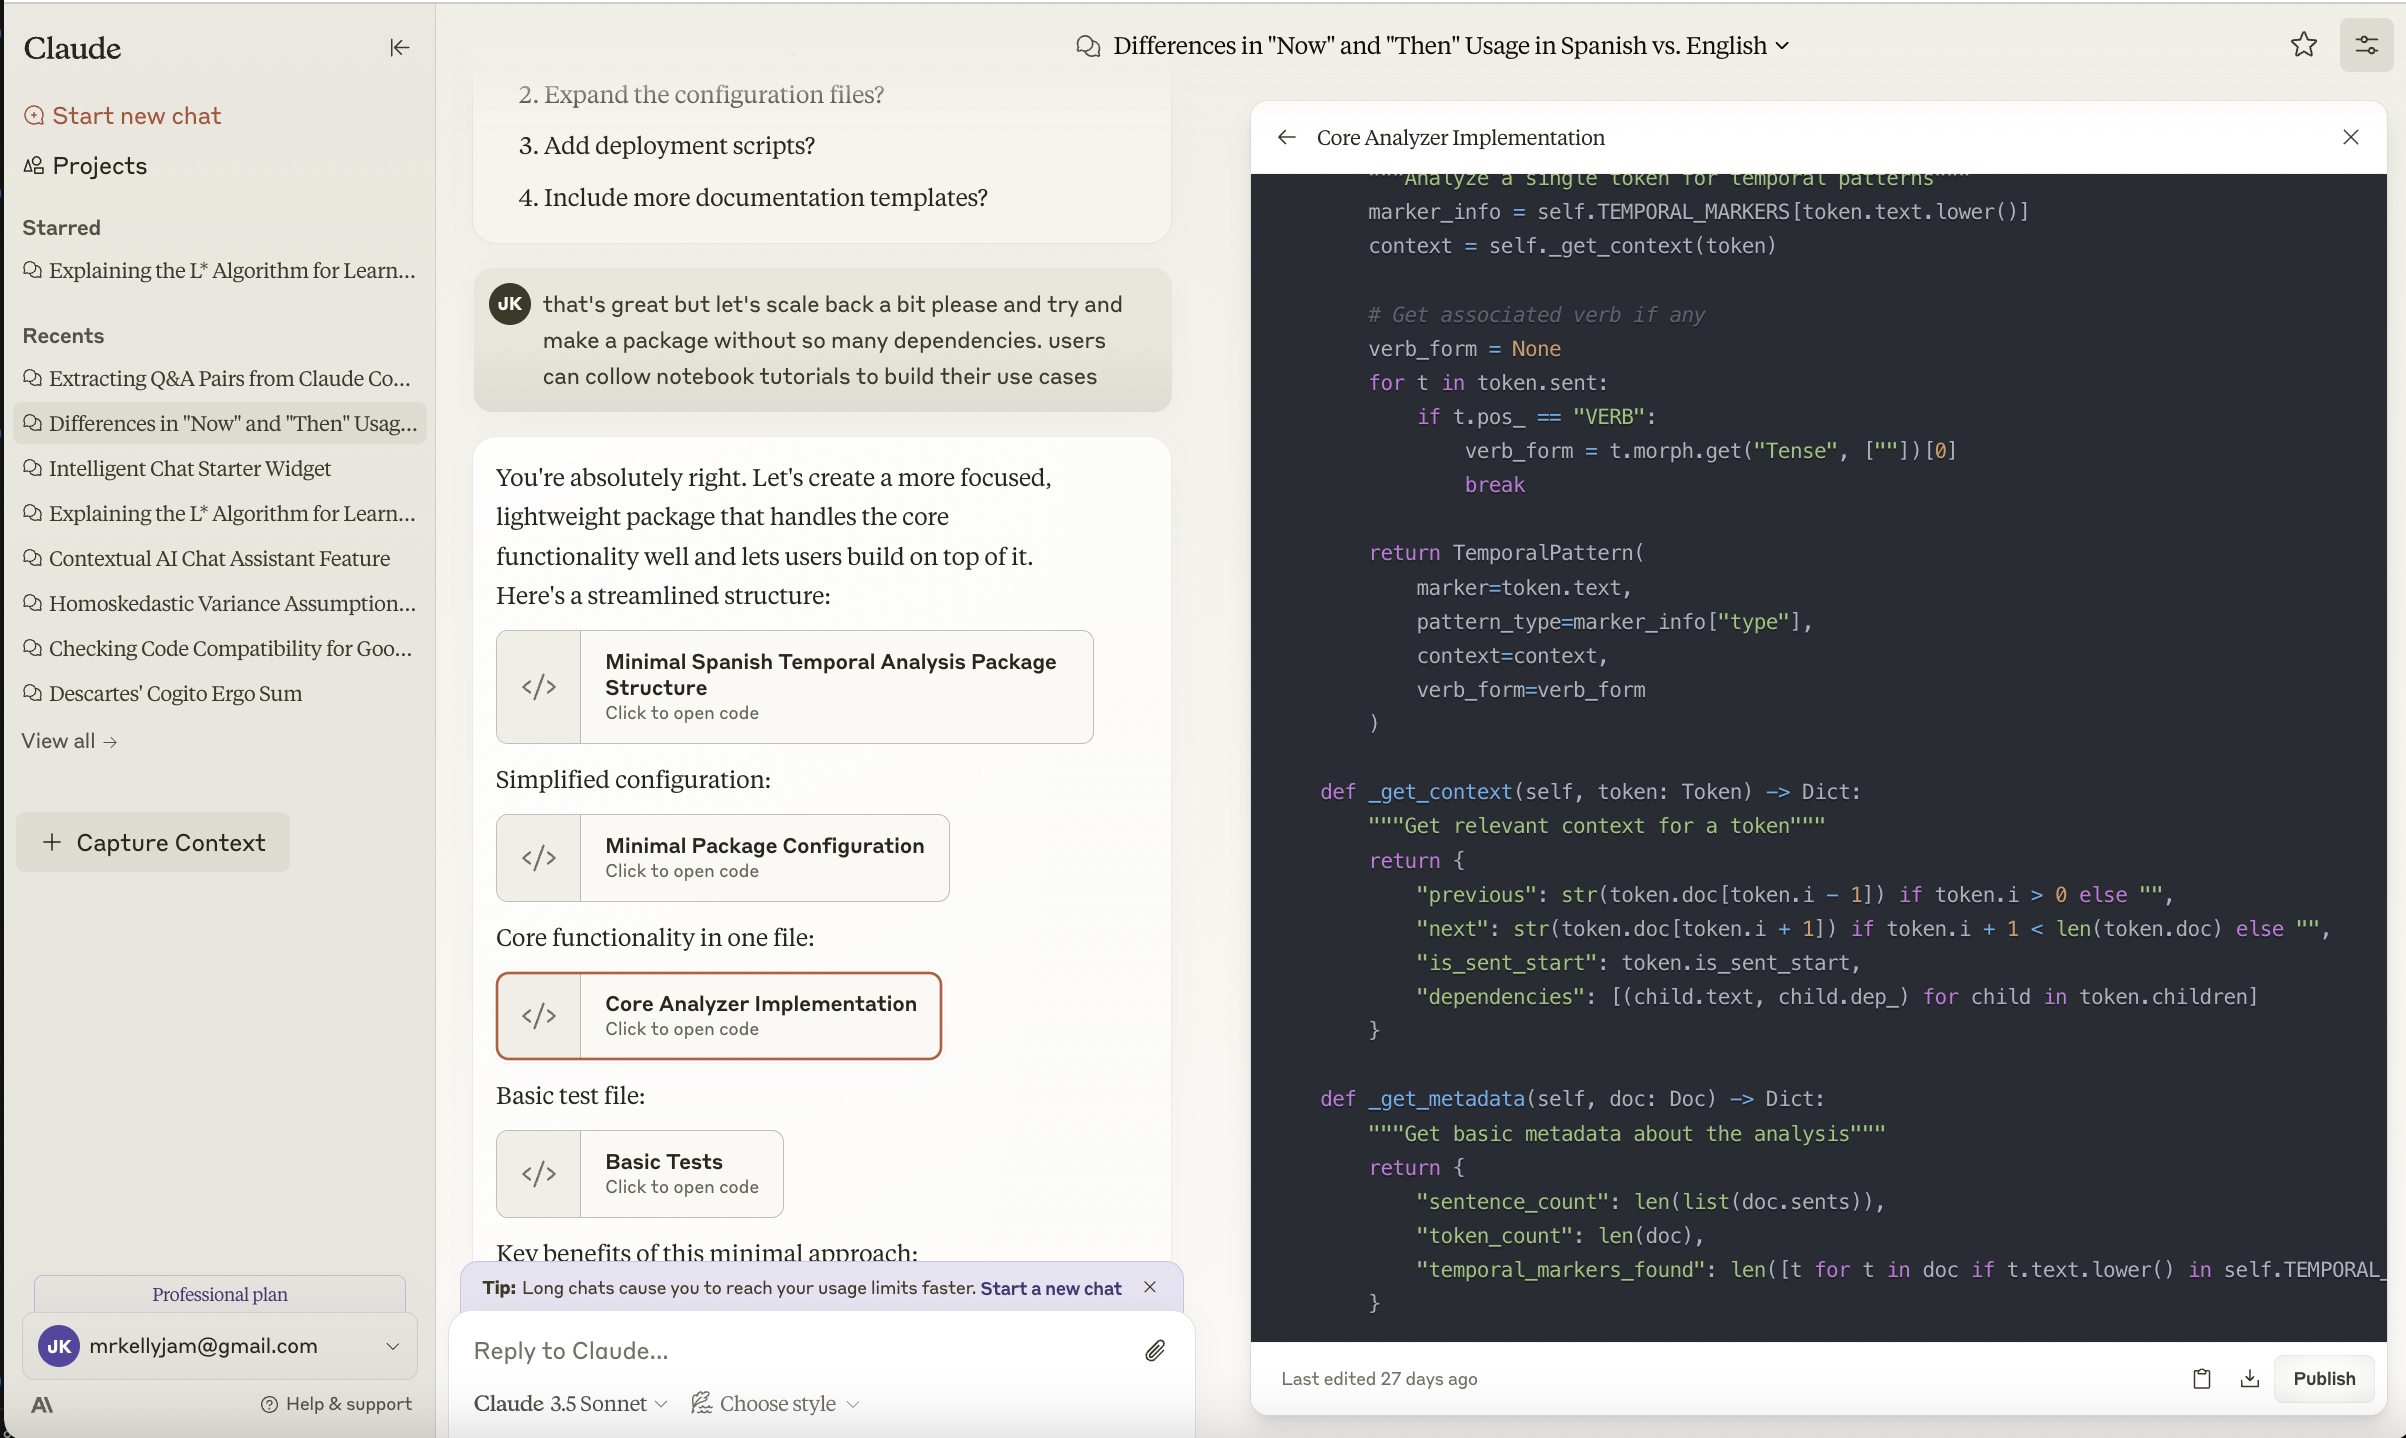 Claude
Start new chat
Projects
Starred
Explaining the L* Algorithm for Learn...
Recents
Extracting Q&A Pairs from Claude Co...
Differences in "Now" and "Then" Usag...
Intelligent Chat Starter Widget
Explaining the L* Algorithm for Learn...
Contextual AI Chat Assistant Feature
Homoskedastic Variance Assumption...
Checking Code Compatibility for Goo...
Descartes' Cogito Ergo Sum
View all →
+ Capture Context
Professional plan
JK mrkellyjam@gmail.com
A\
Help & support
Differences in "Now" and "Then" Usage in Spanish vs. English
2. Expand the configuration files?
3. Add deployment scripts?
4. Include more documentation templates?
JK
that's great but let's scale back a bit please and try and
make a package without so many dependencies. users
can collow notebook tutorials to build their use cases
You're absolutely right. Let's create a more focused,
lightweight package that handles the core
functionality well and lets users build on top of it.
Here's a streamlined structure:
</> Minimal Spanish Temporal Analysis Package
Structure
Click to open code
Simplified configuration:
</> Minimal Package Configuration
Click to open code
Core functionality in one file:
</> Core Analyzer Implementation
Click to open code
Basic test file:
</> Basic Tests
Click to open code
Key benefits of this minimal approach:
Tip: Long chats cause you to reach your usage limits faster. Start a new chat
Reply to Claude...
Claude 3.5 Sonnet
Choose style
Core Analyzer Implementation
"""Analyze a single token for temporal patterns"""
marker_info = self.TEMPORAL_MARKERS[token.text.lower()]
context = self._get_context(token)
# Get associated verb if any
verb_form = None
for t in token.sent:
if t.pos_ == "VERB":
verb_form = t.morph.get("Tense", [""])[0]
break
return TemporalPattern(
marker=token.text,
pattern_type=marker_info["type"],
context=context,
verb_form=verb_form
)
def _get_context(self, token: Token) -> Dict:
"""Get relevant context for a token"""
return {
"previous": str(token.doc[token.i - 1]) if token.i > 0 else "",
"next": str(token.doc[token.i + 1]) if token.i + 1 < len(token.doc) else "",
"is_sent_start": token.is_sent_start,
"dependencies": [(child.text, child.dep_) for child in token.children]
}
def _get_metadata(self, doc: Doc) -> Dict:
"""Get basic metadata about the analysis"""
return {
"sentence_count": len(list(doc.sents)),
"token_count": len(doc),
"temporal_markers_found": len([t for t in doc if t.text.lower() in self.TEMPORAL_
}
Last edited 27 days ago
Publish